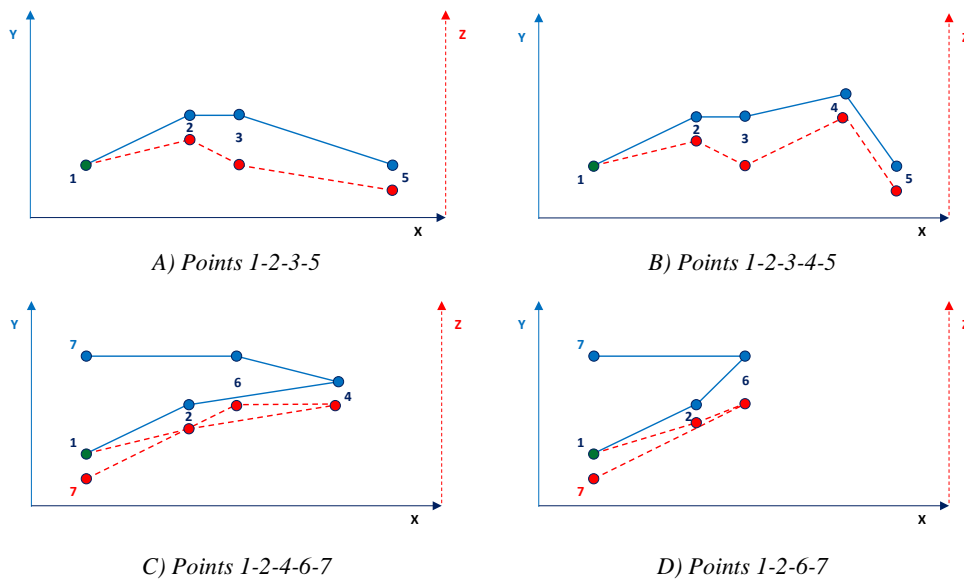 Y
Z
2
3
1
5
X
A) Points 1-2-3-5
Y
Z
4
2
3
1
5
X
B) Points 1-2-3-4-5
Y
Z
7
6
4
2
1
7
X
C) Points 1-2-4-6-7
Y
Z
7
6
2
1
7
X
D) Points 1-2-6-7